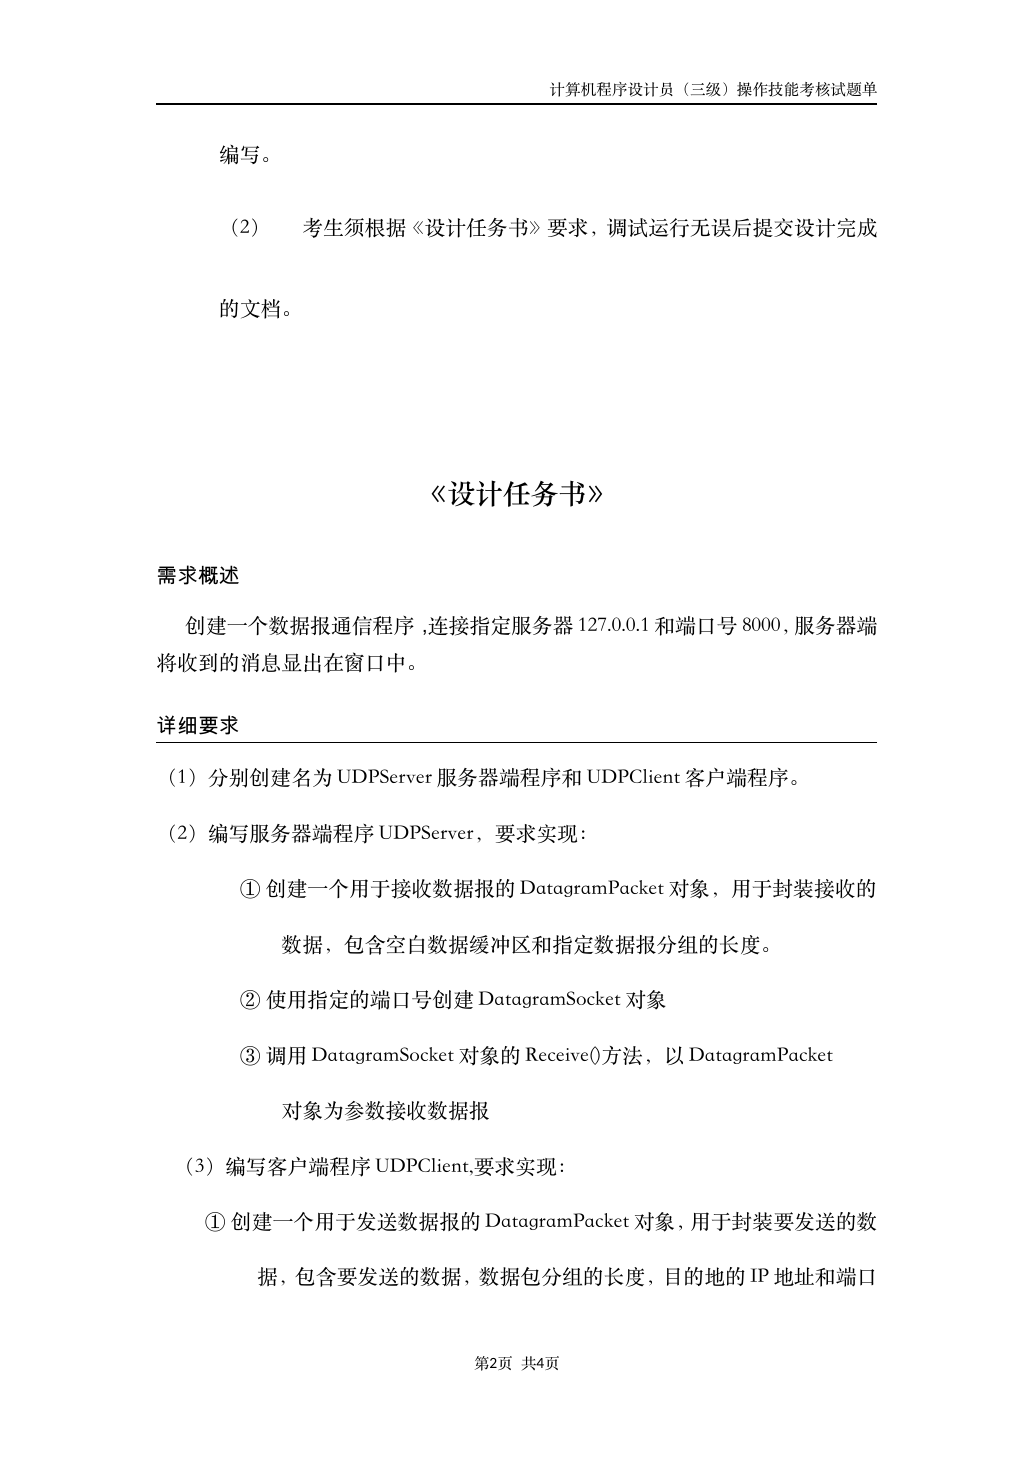 计算机程序设计员（三级）操作技能考核试题单
编写。
（2） 考生须根据《设计任务书》要求，调试运行无误后提交设计完成
的文档。
《设计任务书》
需求概述
创建一个数据报通信程序 ,连接指定服务器 127.0.0.1 和端口号 8000，服务器端
将收到的消息显出在窗口中。
详细要求
（1）分别创建名为 UDPServer 服务器端程序和 UDPClient 客户端程序。
（2）编写服务器端程序 UDPServer，要求实现：
① 创建一个用于接收数据报的 DatagramPacket 对象，用于封装接收的
数据，包含空白数据缓冲区和指定数据报分组的长度。
② 使用指定的端口号创建 DatagramSocket 对象
③ 调用 DatagramSocket 对象的 Receive()方法，以 DatagramPacket
对象为参数接收数据报
（3）编写客户端程序 UDPClient,要求实现：
① 创建一个用于发送数据报的 DatagramPacket 对象，用于封装要发送的数
据，包含要发送的数据，数据包分组的长度，目的地的 IP 地址和端口
第2页 共4页